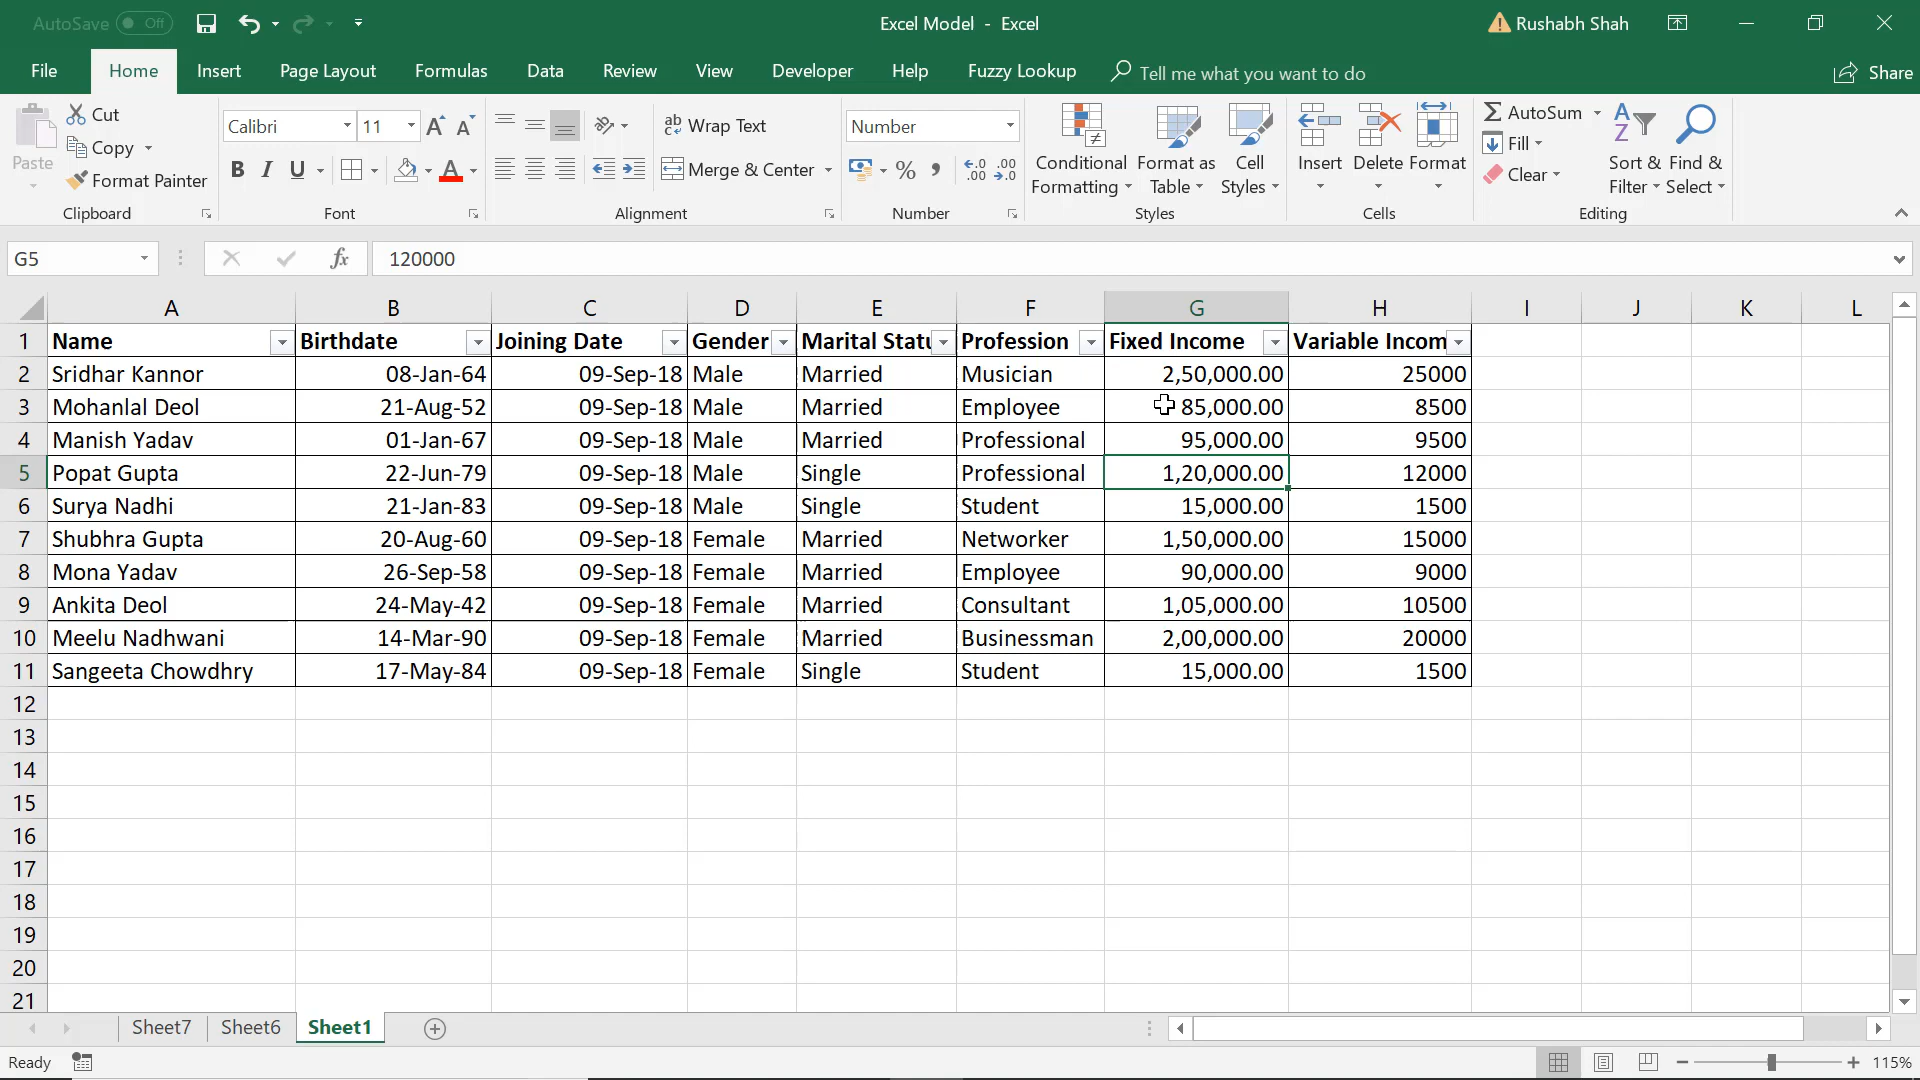 AutoSave Off
Excel Model - Excel
Rushabh Shah
File Home Insert Page Layout Formulas Data Review View Developer Help Fuzzy Lookup Tell me what you want to do Share
Paste
Cut
Copy
Format Painter
Clipboard
Calibri 11
B I U
Font
Wrap Text
Merge & Center
Alignment
Number
Number
Conditional Formatting
Format as Table
Cell Styles
Styles
Insert Delete Format
Cells
AutoSum
Fill
Clear
Sort & Filter
Find & Select
Editing
G5 fx 120000
A B C D E F G H I J K L
1 Name Birthdate Joining Date Gender Marital Statu Profession Fixed Income Variable Incom
2 Sridhar Kannor 08-Jan-64 09-Sep-18 Male Married Musician 2,50,000.00 25000
3 Mohanlal Deol 21-Aug-52 09-Sep-18 Male Married Employee 85,000.00 8500
4 Manish Yadav 01-Jan-67 09-Sep-18 Male Married Professional 95,000.00 9500
5 Popat Gupta 22-Jun-79 09-Sep-18 Male Single Professional 1,20,000.00 12000
6 Surya Nadhi 21-Jan-83 09-Sep-18 Male Single Student 15,000.00 1500
7 Shubhra Gupta 20-Aug-60 09-Sep-18 Female Married Networker 1,50,000.00 15000
8 Mona Yadav 26-Sep-58 09-Sep-18 Female Married Employee 90,000.00 9000
9 Ankita Deol 24-May-42 09-Sep-18 Female Married Consultant 1,05,000.00 10500
10 Meelu Nadhwani 14-Mar-90 09-Sep-18 Female Married Businessman 2,00,000.00 20000
11 Sangeeta Chowdhry 17-May-84 09-Sep-18 Female Single Student 15,000.00 1500
12
13
14
15
16
17
18
19
20
21
Sheet7 Sheet6 Sheet1
Ready 115%